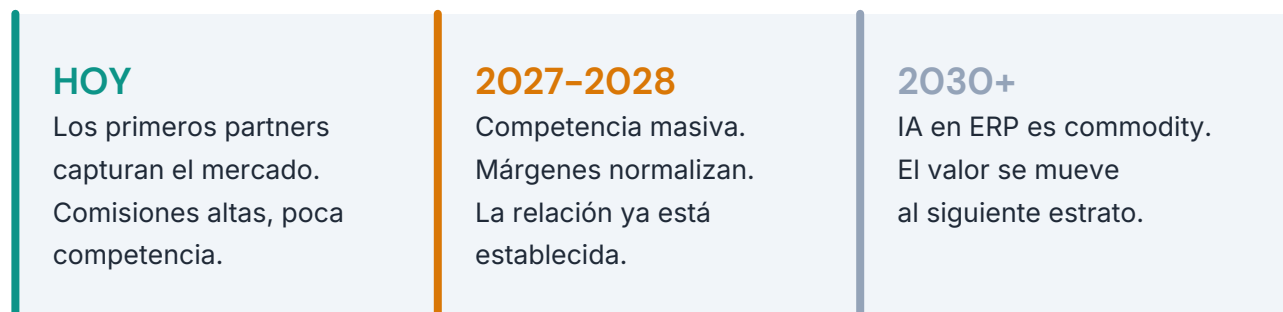 HOY
Los primeros partners
capturan el mercado.
Comisiones altas, poca
competencia.
2027–2028
Competencia masiva.
Márgenes normalizan.
La relación ya está
establecida.
2030+
IA en ERP es commodity.
El valor se mueve
al siguiente estrato.